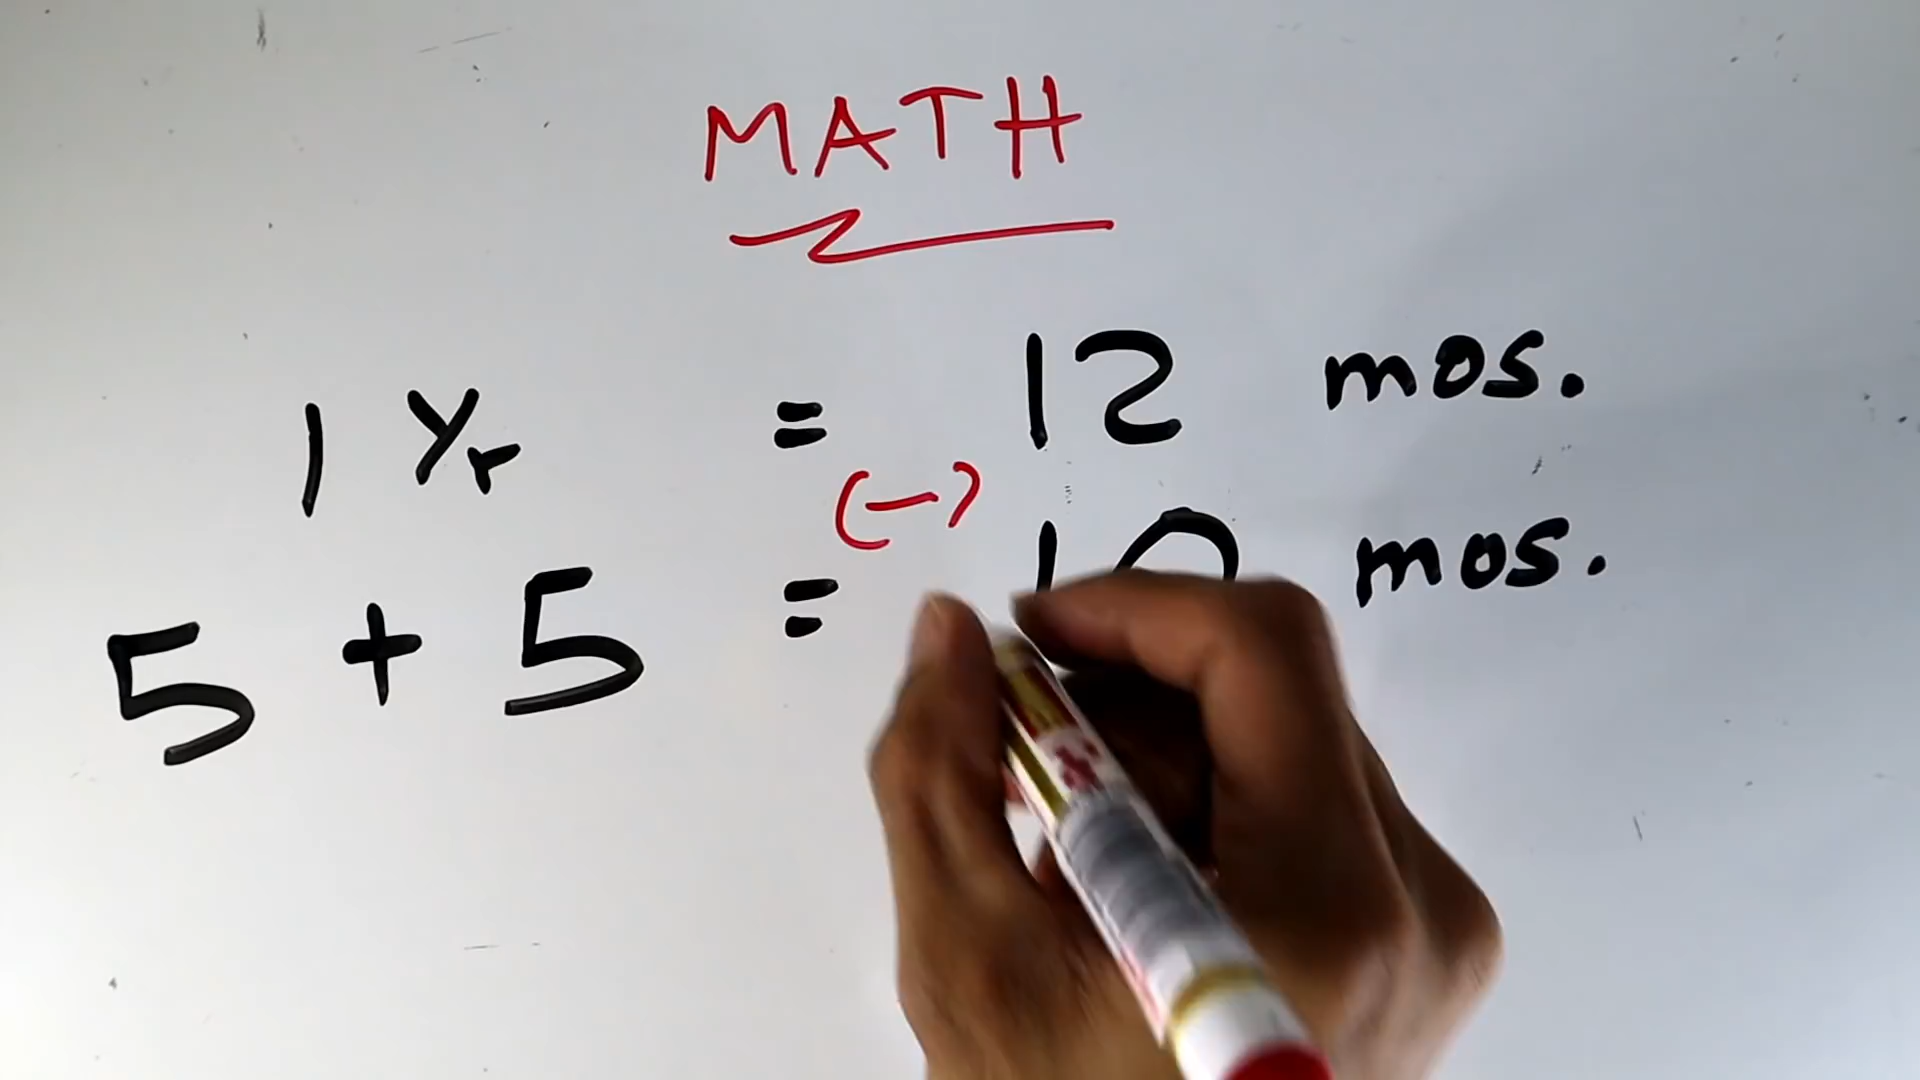 MATH
1 Yr = 12 mos.
(-)
5 + 5 = 10 mos.